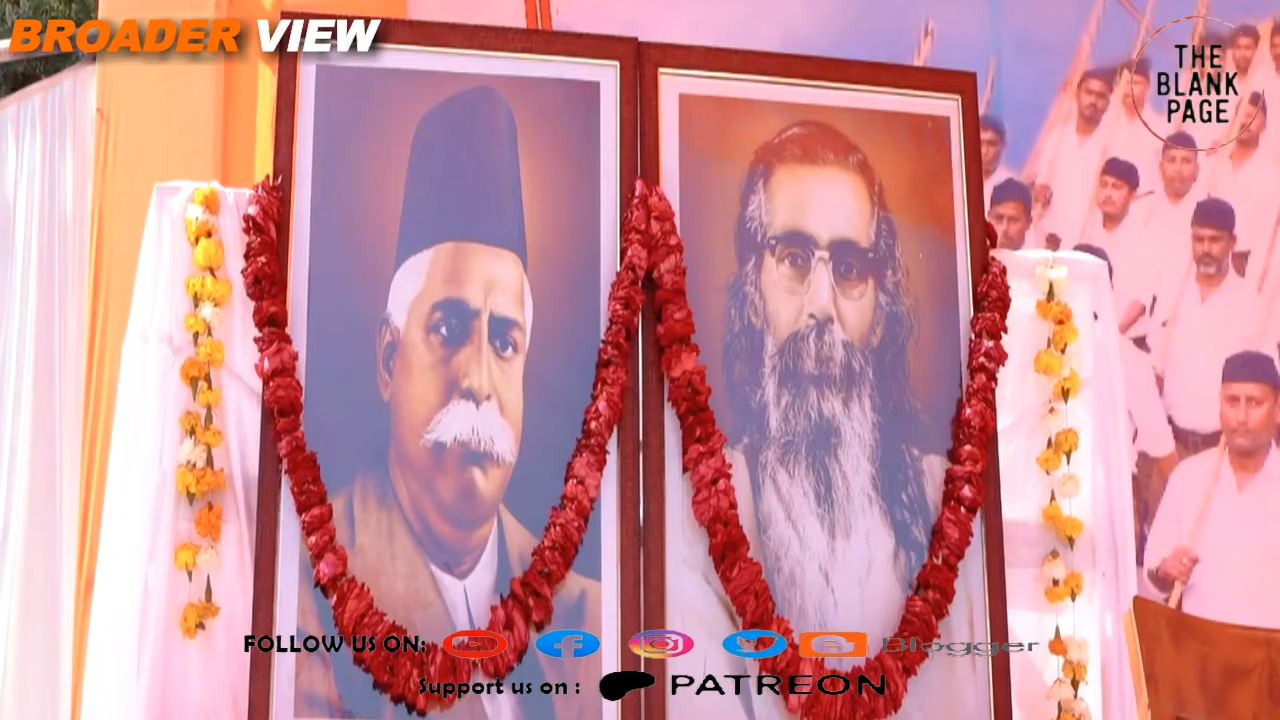 BROADER VIEW
THE
BLANK
PAGE
FOLLOW US ON:
Blogger
Support us on :
PATREON